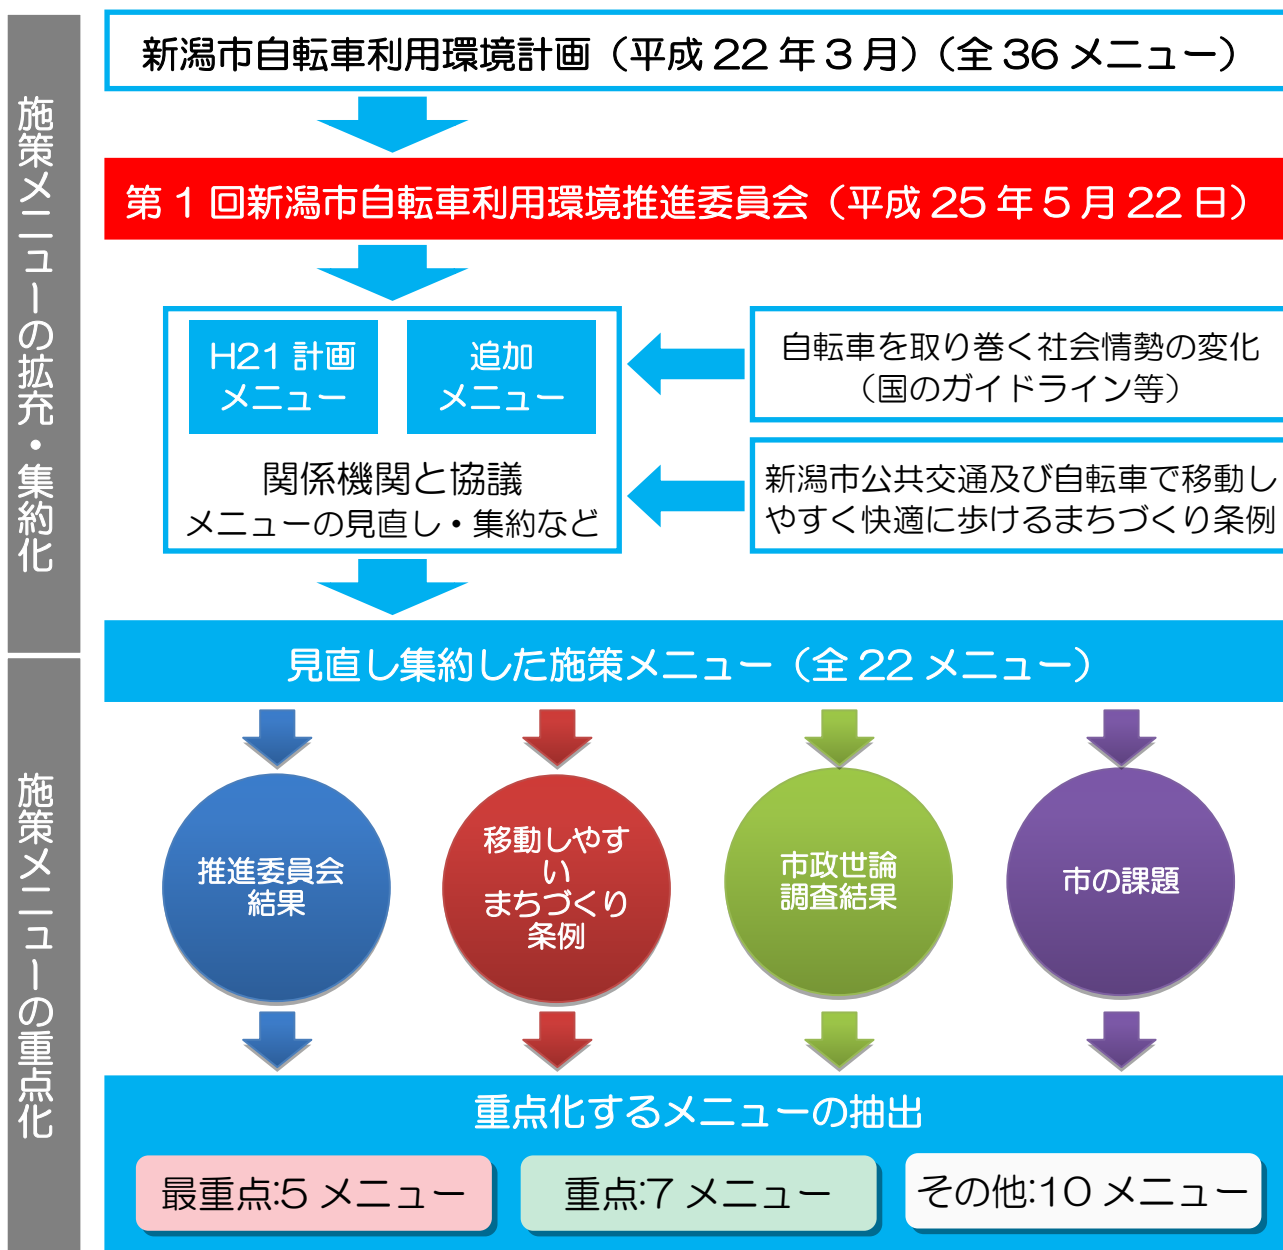 施策メニューの拡充・集約化
新潟市自転車利用環境計画（平成22年3月）（全36メニュー）
第1回新潟市自転車利用環境推進委員会（平成25年5月22日）
H21計画
メニュー
追加
メニュー
関係機関と協議
メニューの見直し・集約など
自転車を取り巻く社会情勢の変化
（国のガイドライン等）
新潟市公共交通及び自転車で移動し
やすく快適に歩けるまちづくり条例
見直し集約した施策メニュー（全22メニュー）
施策メニューの重点化
推進委員会
結果
移動しやす
い
まちづくり
条例
市政世論
調査結果
市の課題
重点化するメニューの抽出
最重点:5メニュー
重点:7メニュー
その他:10メニュー